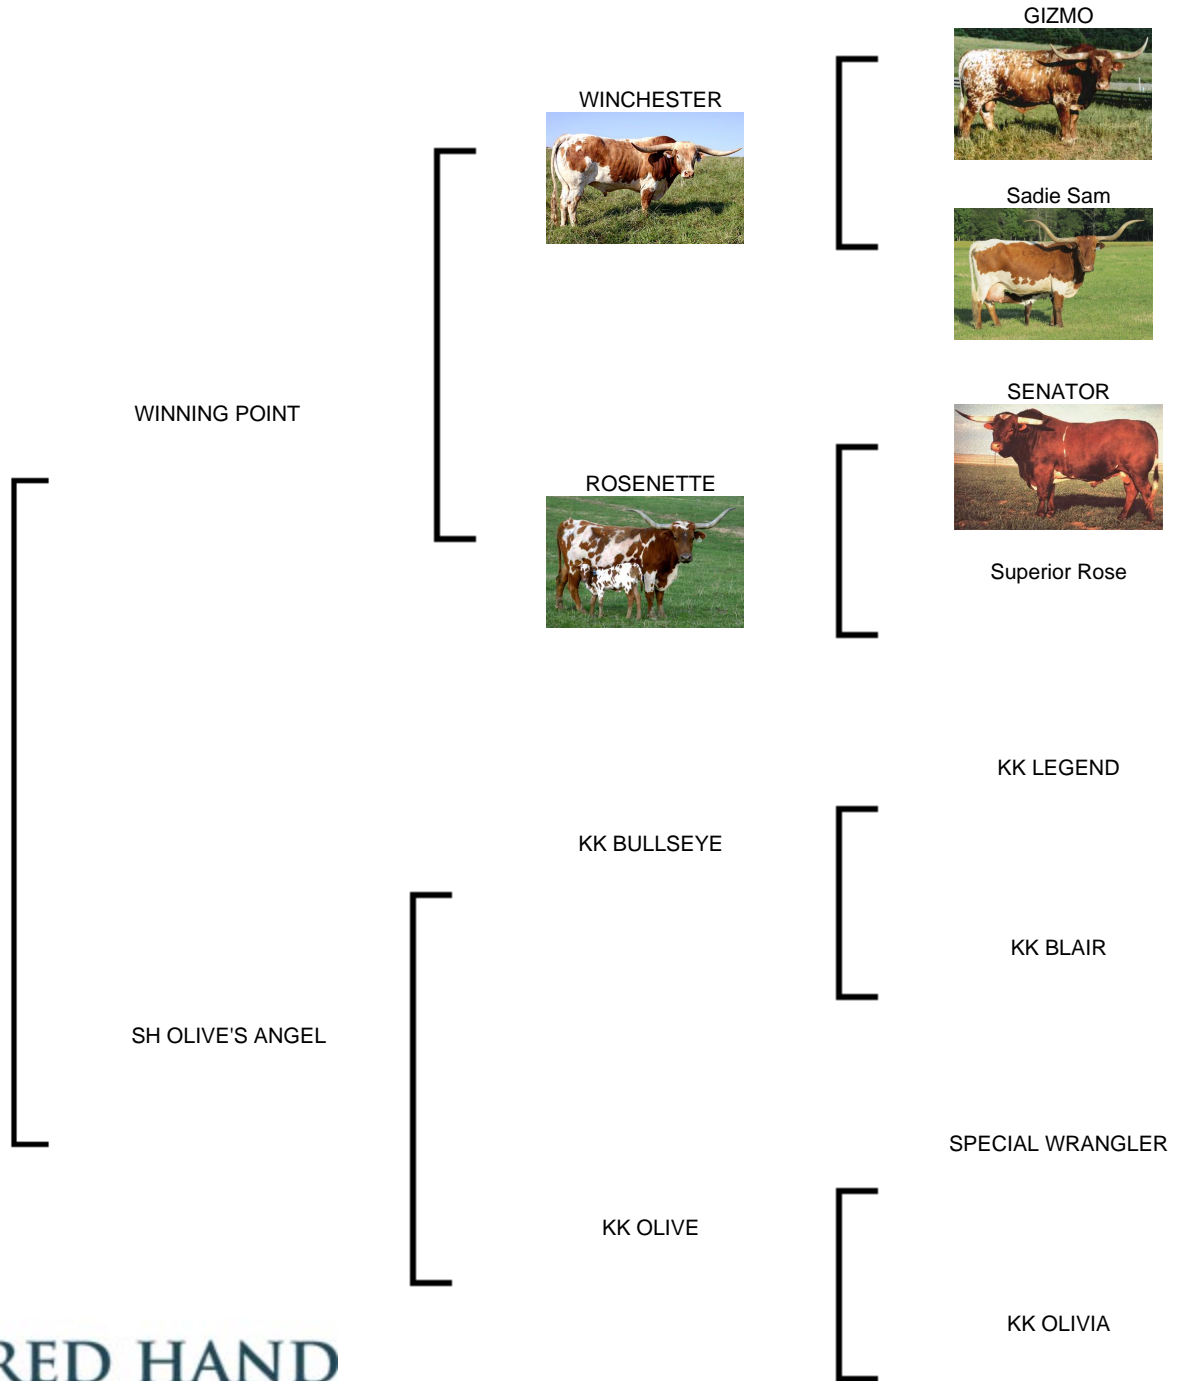 GIZMO
WINCHESTER
Sadie Sam
SENATOR
WINNING POINT
ROSENETTE
Superior Rose
KK LEGEND
KK BULLSEYE
KK BLAIR
SH OLIVE'S ANGEL
SPECIAL WRANGLER
KK OLIVE
KK OLIVIA
RED HAND